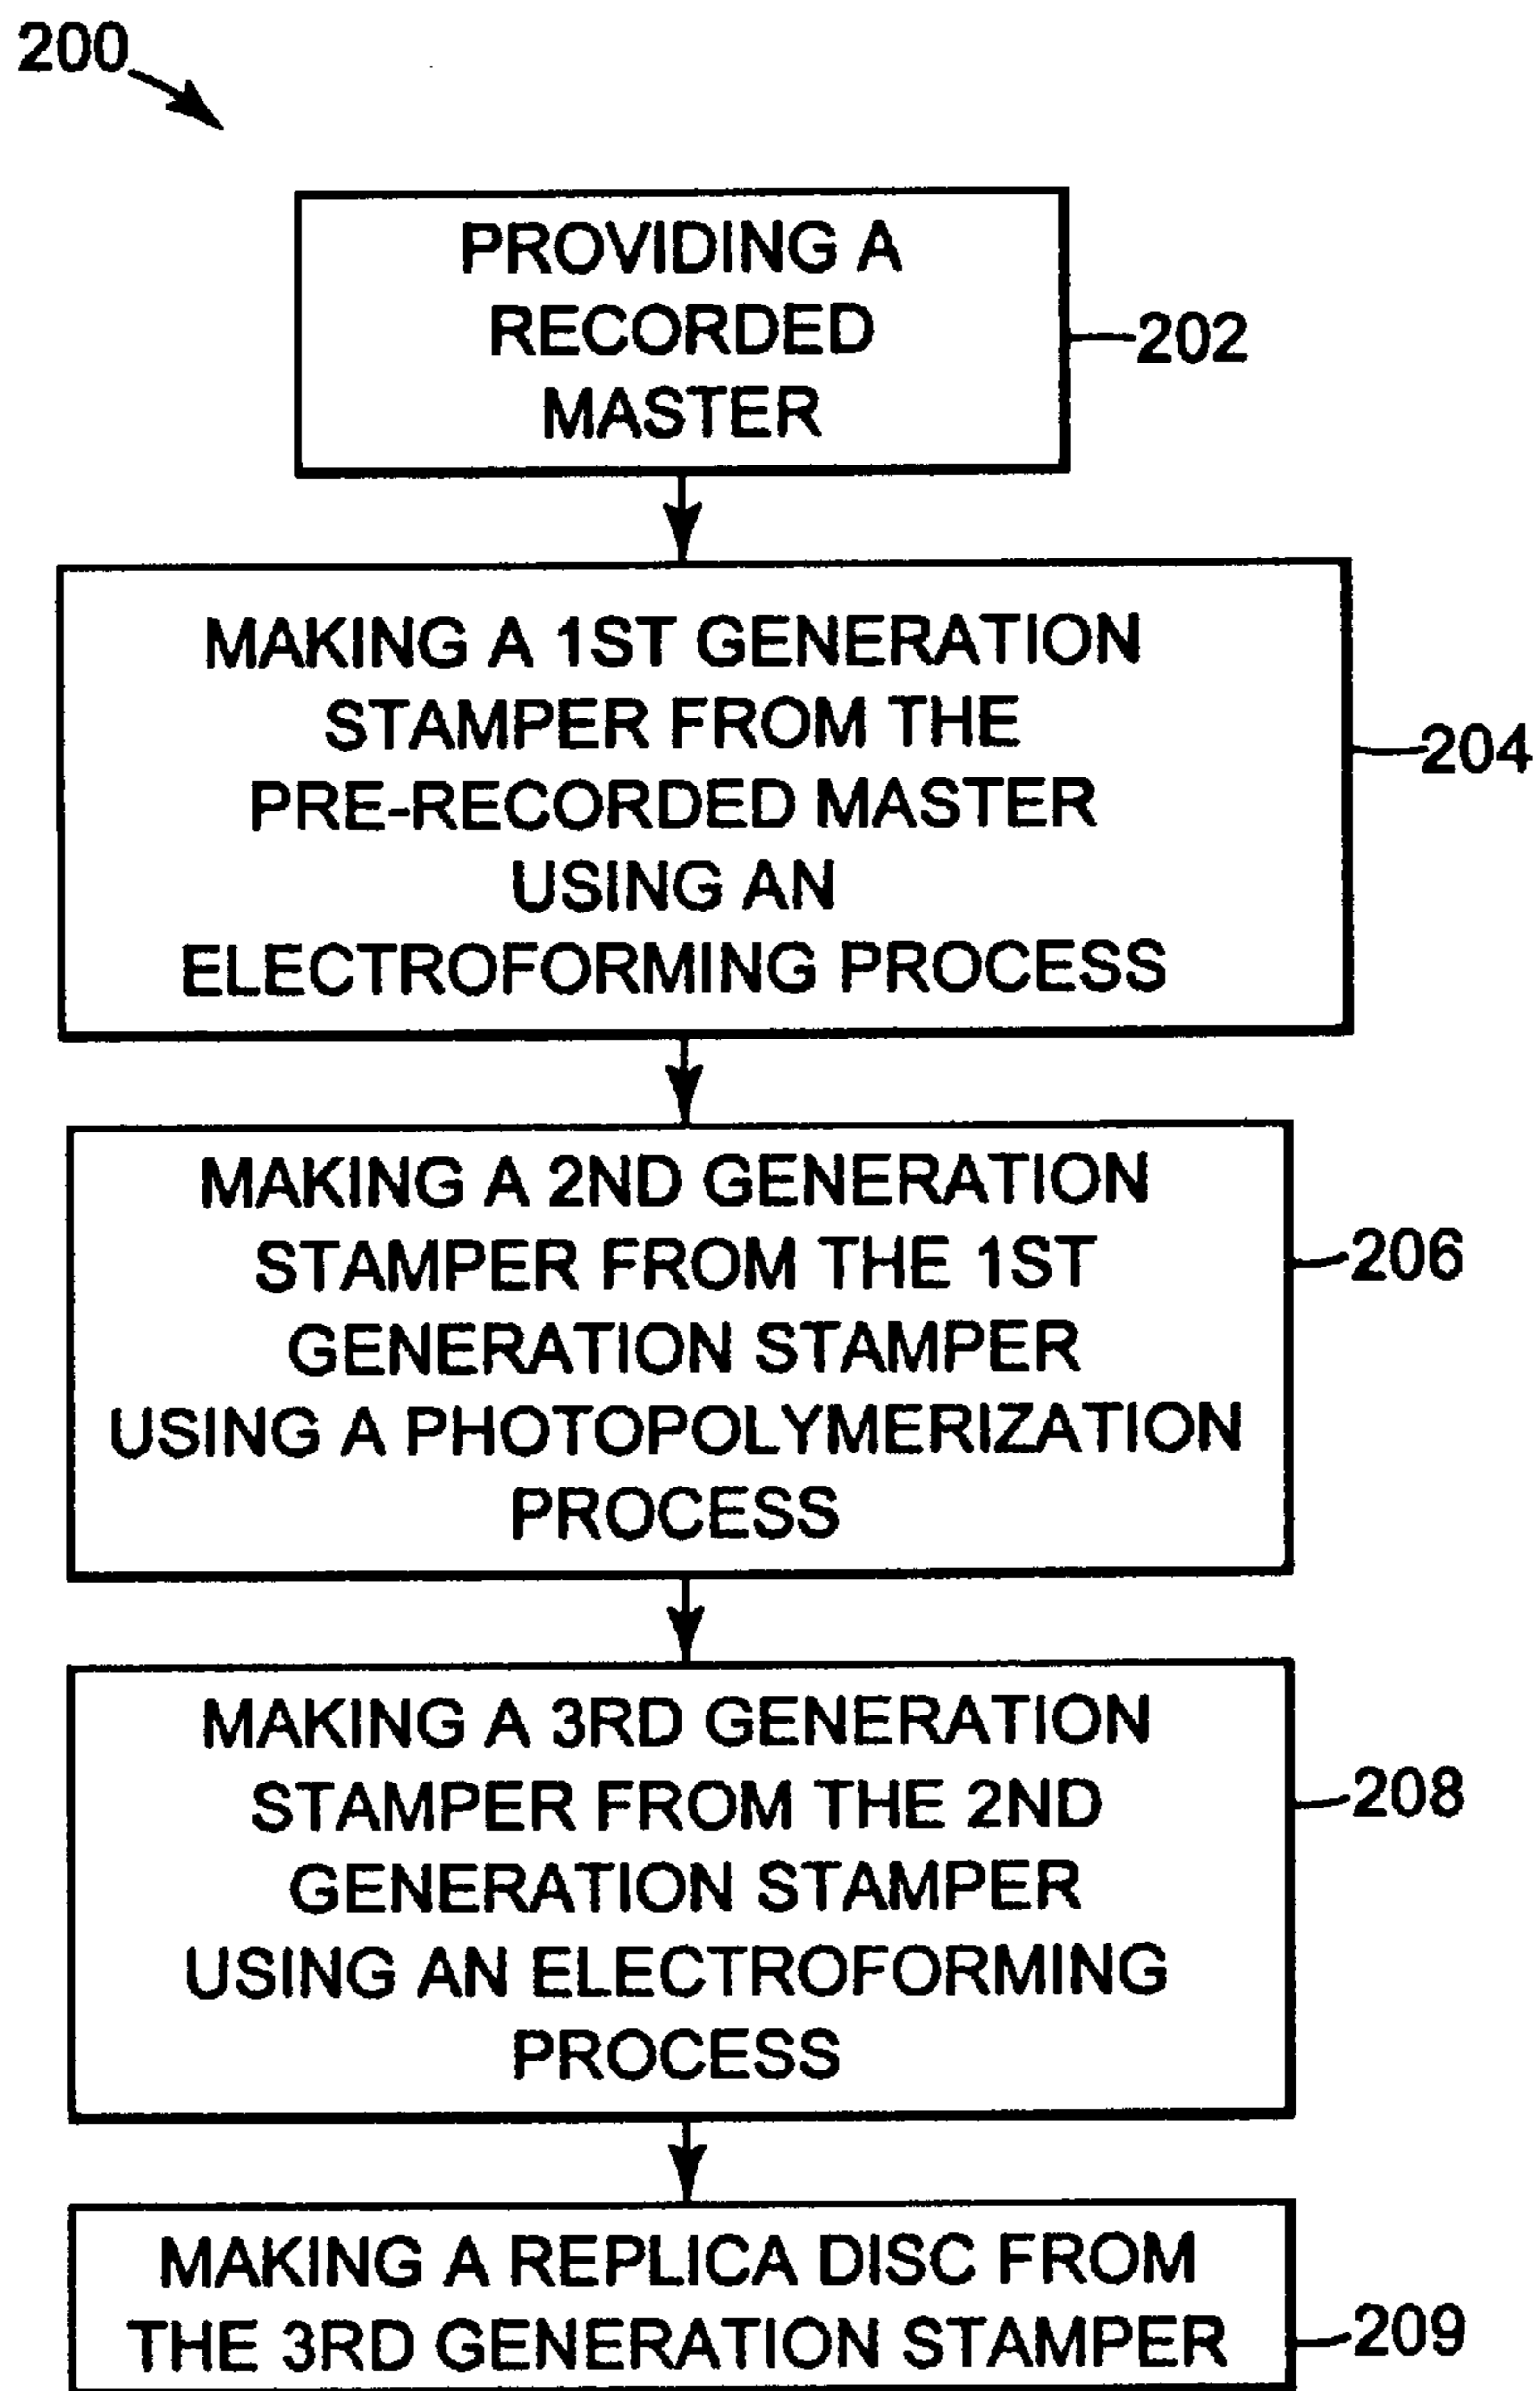 200
PROVIDING A
RECORDED
MASTER
202
MAKING A 1ST GENERATION
STAMPER FROM THE
PRE-RECORDED MASTER
USING AN
ELECTROFORMING PROCESS
204
MAKING A 2ND GENERATION
STAMPER FROM THE 1ST
GENERATION STAMPER
USING A PHOTOPOLYMERIZATION
PROCESS
206
MAKING A 3RD GENERATION
STAMPER FROM THE 2ND
GENERATION STAMPER
USING AN ELECTROFORMING
PROCESS
208
MAKING A REPLICA DISC FROM
THE 3RD GENERATION STAMPER
209